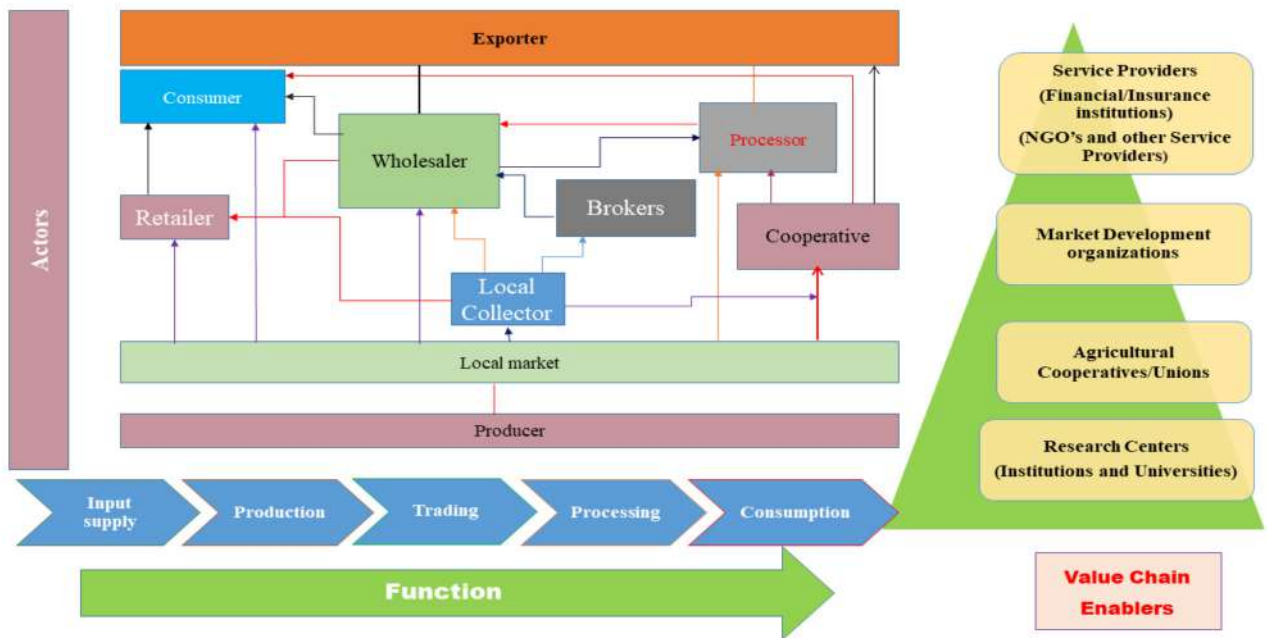 Actors
Exporter
Consumer
Wholesaler
Processor
Retailer
Brokers
Cooperative
Local
Collector
Local market
Producer
Input
supply
Production
Trading
Processing
Consumption
Function
Service Providers
(Financial/Insurance
institutions)
(NGO's and other Service
Providers)
Market Development
organizations
Agricultural
Cooperatives/Unions
Research Centers
(Institutions and Universities)
Value Chain
Enablers